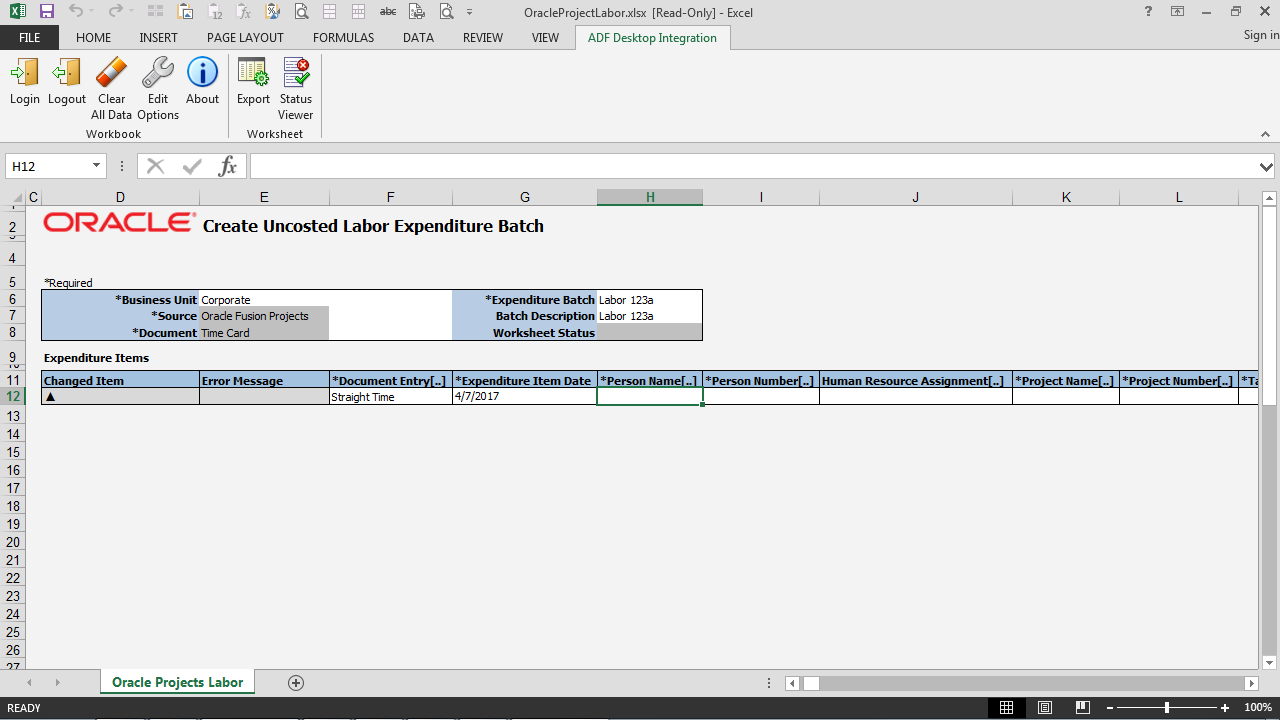 OracleProjectLabor.xlsx [Read-Only] - Excel
FILE HOME INSERT PAGE LAYOUT FORMULAS DATA REVIEW VIEW ADF Desktop Integration Sign in
Login Logout Clear All Data Edit Options About Export Status Viewer
Workbook Worksheet
H12 fx
C D E F G H I J K L
2 ORACLE Create Uncosted Labor Expenditure Batch
4
5 *Required
6 *Business Unit Corporate *Expenditure Batch Labor 123a
7 *Source Oracle Fusion Projects Batch Description Labor 123a
8 *Document Time Card Worksheet Status
9 Expenditure Items
11 Changed Item Error Message *Document Entry[..] *Expenditure Item Date *Person Name[..] *Person Number[..] Human Resource Assignment[..] *Project Name[..] *Project Number[..] *Ta
12 ▲ Straight Time 4/7/2017
13
14
15
16
17
18
19
20
21
22
23
24
25
26
27
Oracle Projects Labor
READY 100%